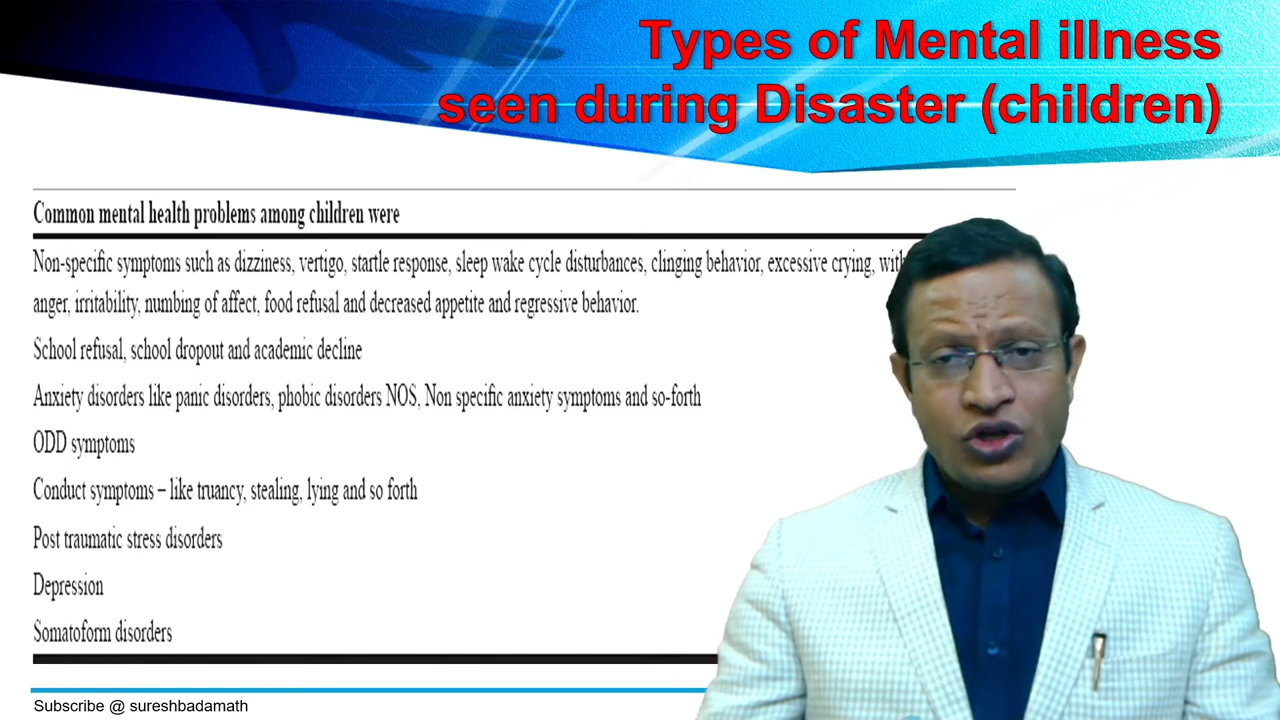 Types of Mental illness
seen during Disaster (children)
Common mental health problems among children were
Non-specific symptoms such as dizziness, vertigo, startle response, sleep wake cycle disturbances, clinging behavior, excessive crying,
anger, irritability, numbing of affect, food refusal and decreased appetite and regressive behavior.
School refusal, school dropout and academic decline
Anxiety disorders like panic disorders, phobic disorders NOS, Non specific anxiety symptoms and so-forth
ODD symptoms
Conduct symptoms – like truancy, stealing, lying and so forth
Post traumatic stress disorders
Depression
Somatoform disorders
Subscribe @ sureshbadamath